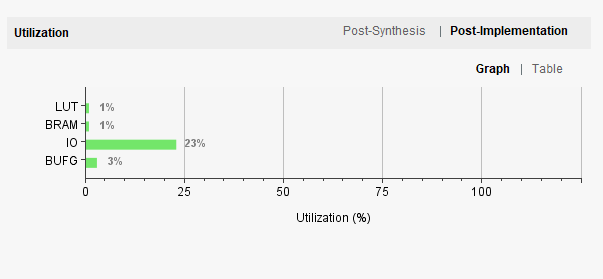 Utilization Post-Synthesis | Post-Implementation
Graph | Table
LUT 1%
BRAM 1%
IO 23%
BUFG 3%
0 25 50 75 100
Utilization (%)